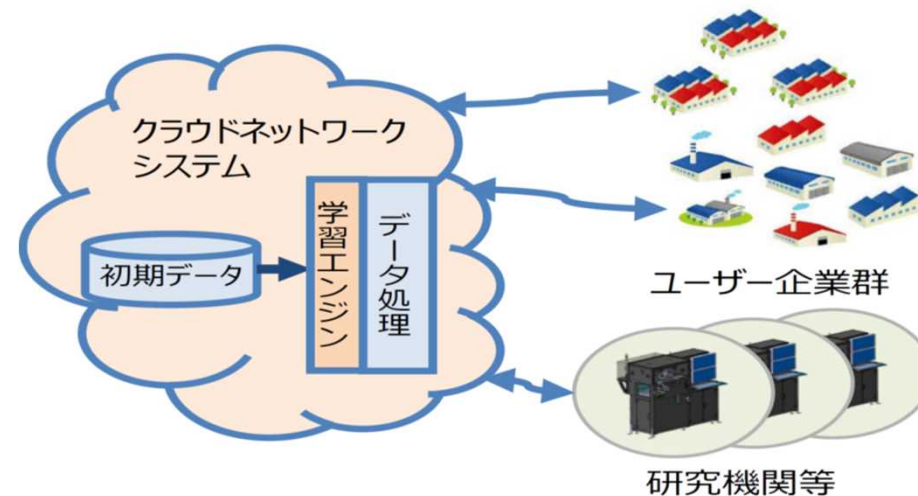 クラウドネットワーク
システム
初期データ
学習エンジン
データ処理
ユーザー企業群
研究機関等